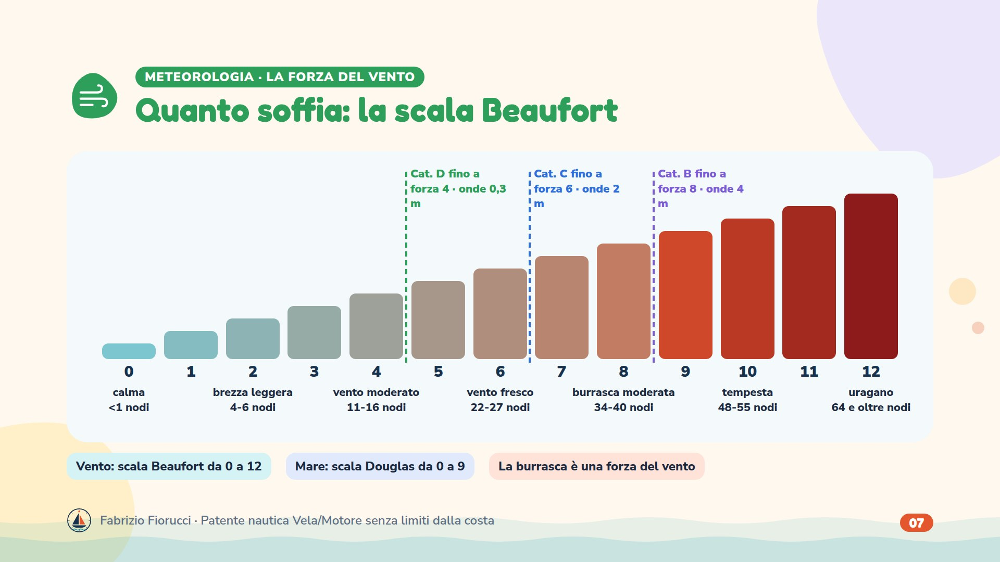 METEOROLOGIA · LA FORZA DEL VENTO
Quanto soffia: la scala Beaufort
Cat. D fino a
forza 4 · onde 0,3
m
Cat. C fino a
forza 6 · onde 2
m
Cat. B fino a
forza 8 · onde 4
m
0 1 2 3 4 5 6 7 8 9 10 11 12
calma
<1 nodi
brezza leggera
4-6 nodi
vento moderato
11-16 nodi
vento fresco
22-27 nodi
burrasca moderata
34-40 nodi
tempesta
48-55 nodi
uragano
64 e oltre nodi
Vento: scala Beaufort da 0 a 12
Mare: scala Douglas da 0 a 9
La burrasca è una forza del vento
Fabrizio Fiorucci · Patente nautica Vela/Motore senza limiti dalla costa
07